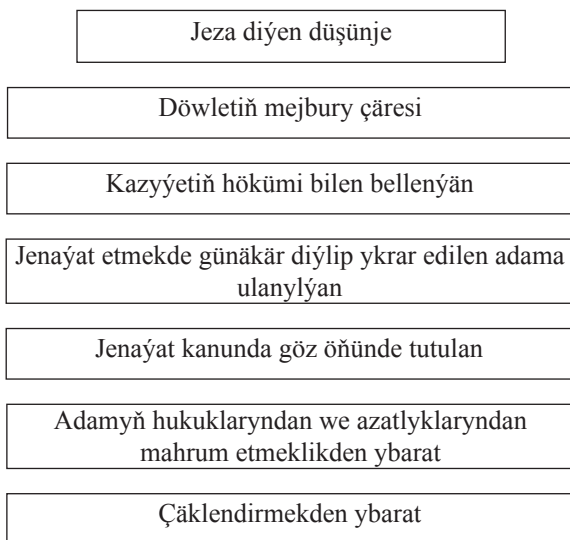 Jeza diýen düşünje
Döwletiň mejbury çäresi
Kazyýetiň hökümi bilen bellenýän
Jenaýat etmekde günäkär diýlip ykrar edilen adama
ulanylýan
Jenaýat kanunda göz öňünde tutulan
Adamyň hukuklaryndan we azatlyklaryndan
mahrum etmeklikden ybarat
Çäklendirmekden ybarat